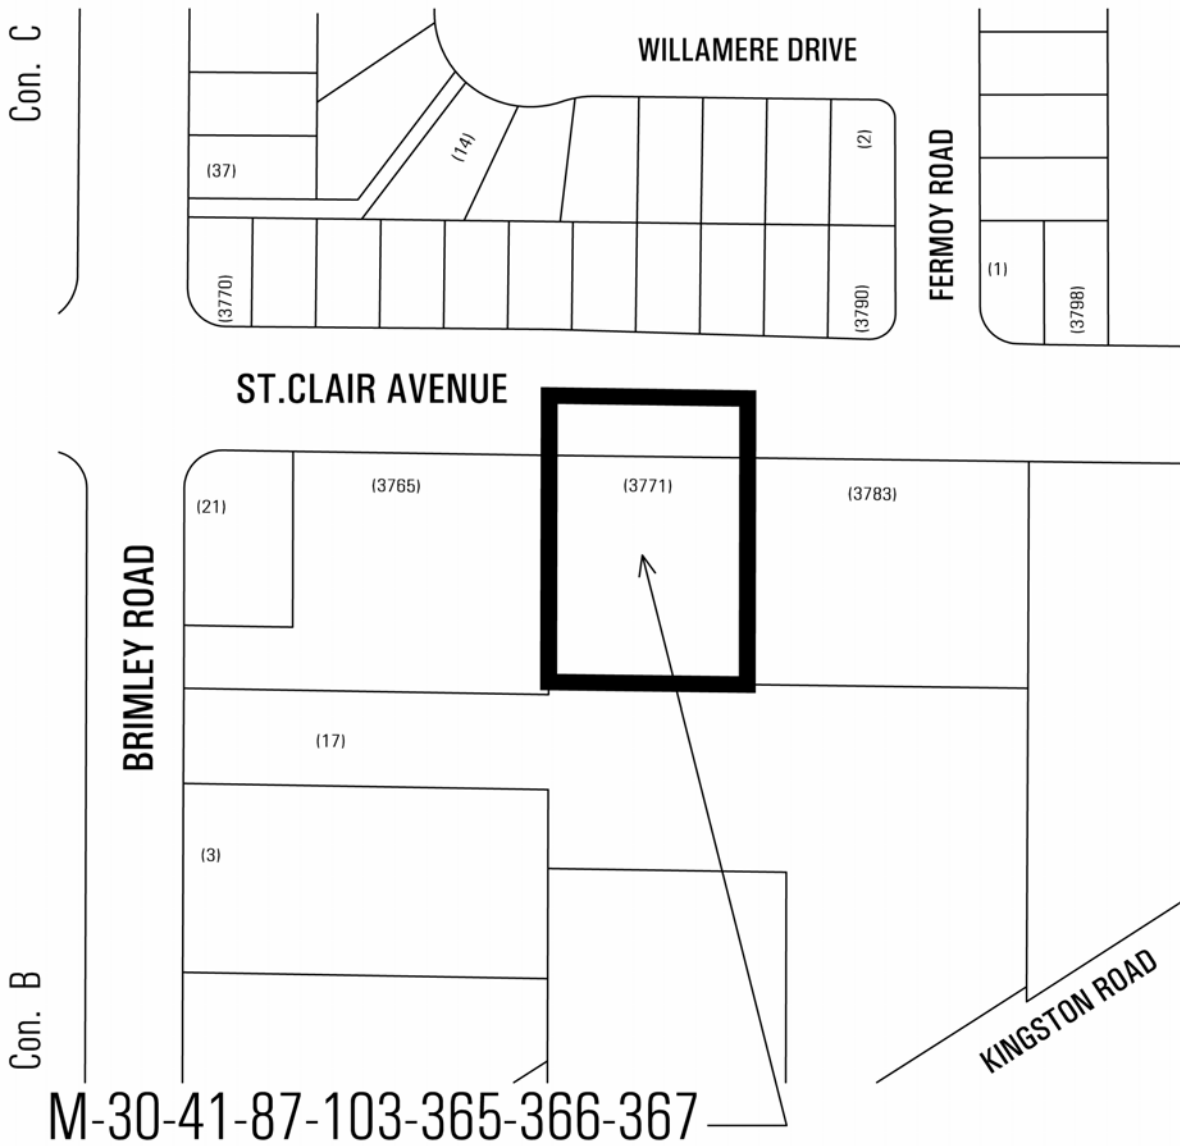 Con. C
WILLAMERE DRIVE
(14)
(2)
(37)
FERMOY ROAD
(1)
(3770)
(3790)
(3798)
ST.CLAIR AVENUE
(3765)
(3771)
(3783)
(21)
BRIMLEY ROAD
(17)
(3)
Con. B
KINGSTON ROAD
M-30-41-87-103-365-366-367